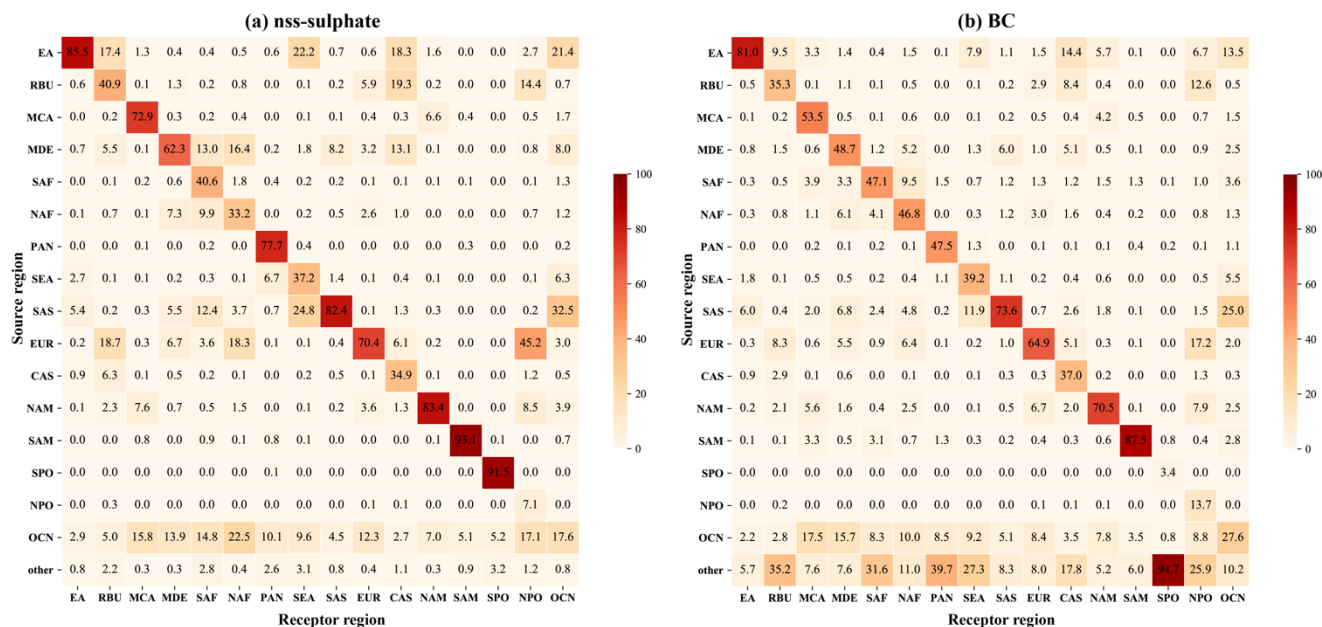 (a) nss-sulphate
EA 85.5 17.4 1.3 0.4 0.4 0.5 0.6 22.2 0.7 0.6 18.3 1.6 0.0 0.0 2.7 21.4
RBU 0.6 40.9 0.1 1.3 0.2 0.8 0.0 0.1 0.2 5.9 19.3 0.2 0.0 0.0 14.4 0.7
MCA 0.0 0.2 72.9 0.3 0.2 0.4 0.0 0.1 0.1 0.4 0.3 6.6 0.4 0.0 0.5 1.7
MDE 0.7 5.5 0.1 62.3 13.0 16.4 0.2 1.8 8.2 3.2 13.1 0.1 0.0 0.0 0.8 8.0
SAF 0.0 0.1 0.2 0.6 40.6 1.8 0.4 0.2 0.2 0.1 0.1 0.1 0.1 0.0 0.1 1.3
NAF 0.1 0.7 0.1 7.3 9.9 33.2 0.0 0.2 0.5 2.6 1.0 0.0 0.0 0.0 0.7 1.2
PAN 0.0 0.0 0.1 0.0 0.2 0.0 77.7 0.4 0.0 0.0 0.0 0.0 0.3 0.0 0.0 0.2
SEA 2.7 0.1 0.1 0.2 0.3 0.1 6.7 37.2 1.4 0.1 0.4 0.1 0.0 0.0 0.1 6.3
SAS 5.4 0.2 0.3 5.5 12.4 3.7 0.7 24.8 82.4 0.1 1.3 0.3 0.0 0.0 0.2 32.5
EUR 0.2 18.7 0.3 6.7 3.6 18.3 0.1 0.1 0.4 70.4 6.1 0.2 0.0 0.0 45.2 3.0
CAS 0.9 6.3 0.1 0.5 0.2 0.1 0.0 0.2 0.5 0.1 34.9 0.0 0.0 0.0 1.2 0.5
NAM 0.1 2.3 7.6 0.7 0.5 1.5 0.0 0.1 0.2 3.6 1.3 83.4 0.0 0.0 8.5 3.9
SAM 0.0 0.0 0.8 0.0 0.9 0.1 0.8 0.1 0.0 0.0 0.0 0.1 93.1 0.1 0.0 0.7
SPO 0.0 0.0 0.0 0.0 0.0 0.0 0.1 0.0 0.0 0.0 0.0 0.0 0.0 91.5 0.0 0.0
NPO 0.0 0.3 0.0 0.0 0.0 0.0 0.0 0.0 0.0 0.1 0.1 0.0 0.0 0.0 7.1 0.0
OCN 2.9 5.0 15.8 13.9 14.8 22.5 10.1 9.6 4.5 12.3 2.7 7.0 5.1 5.2 17.1 17.6
other 0.8 2.2 0.3 0.3 2.8 0.4 2.6 3.1 0.8 0.4 1.1 0.3 0.9 3.2 1.2 0.8
EA RBU MCA MDE SAF NAF PAN SEA SAS EUR CAS NAM SAM SPO NPO OCN
Receptor region
Source region
100
80
60
40
20
0
(b) BC
EA 81.0 9.5 3.3 1.4 0.4 1.5 0.1 7.9 1.1 1.5 14.4 5.7 0.1 0.0 6.7 13.5
RBU 0.5 35.3 0.1 1.1 0.1 0.5 0.0 0.1 0.5 2.9 8.4 0.4 0.0 0.0 12.6 0.5
MCA 0.1 0.2 53.5 0.5 0.1 0.5 0.0 0.1 0.2 0.5 0.4 4.2 0.5 0.0 0.7 1.5
MDE 0.8 1.5 0.6 48.7 1.2 5.2 0.0 0.3 6.0 1.0 5.1 0.5 0.1 0.0 0.9 2.5
SAF 0.3 0.3 3.9 3.3 47.1 9.5 1.5 0.7 1.2 1.3 1.2 1.5 1.3 0.1 1.0 3.6
NAF 0.3 0.8 1.1 6.1 4.1 46.8 0.0 0.3 1.2 3.0 1.6 0.4 0.2 0.0 0.8 1.3
PAN 0.0 0.0 0.2 0.1 0.2 0.1 47.5 1.3 0.0 0.1 0.1 0.1 0.4 0.2 0.1 1.1
SEA 1.8 0.1 0.5 0.5 0.2 0.4 1.1 39.2 1.1 0.2 0.4 0.6 0.0 0.0 0.5 5.5
SAS 6.0 0.4 2.0 6.8 2.4 4.8 0.2 11.9 73.6 0.7 2.6 1.8 0.1 0.0 1.5 25.0
EUR 0.3 8.3 0.6 5.5 0.9 6.4 0.1 0.2 1.0 64.9 5.1 0.3 0.1 0.0 17.2 2.0
CAS 0.9 2.9 0.1 0.6 0.0 0.1 0.0 0.1 0.3 0.3 37.0 0.2 0.0 0.0 1.3 0.3
NAM 0.2 2.1 5.6 1.6 0.4 2.5 0.0 0.1 0.5 6.7 2.0 70.5 0.1 0.0 7.9 2.5
SAM 0.1 0.1 3.3 0.5 3.1 0.7 1.3 0.3 0.2 0.4 0.3 0.6 87.5 0.8 0.4 2.8
SPO 0.0 0.0 0.0 0.0 0.0 0.0 0.0 0.0 0.0 0.0 0.0 0.0 0.0 3.4 0.0 0.0
NPO 0.0 0.2 0.0 0.0 0.0 0.0 0.0 0.0 0.0 0.1 0.1 0.0 0.0 0.0 13.7 0.0
OCN 2.2 2.8 17.5 15.7 8.3 10.0 8.5 9.2 5.1 8.4 3.5 7.8 3.5 0.8 8.8 27.6
other 5.7 35.2 7.6 7.6 31.6 11.0 39.7 27.3 8.3 8.0 17.8 5.2 6.0 94.7 25.9 10.2
EA RBU MCA MDE SAF NAF PAN SEA SAS EUR CAS NAM SAM SPO NPO OCN
Receptor region
Source region
100
80
60
40
20
0